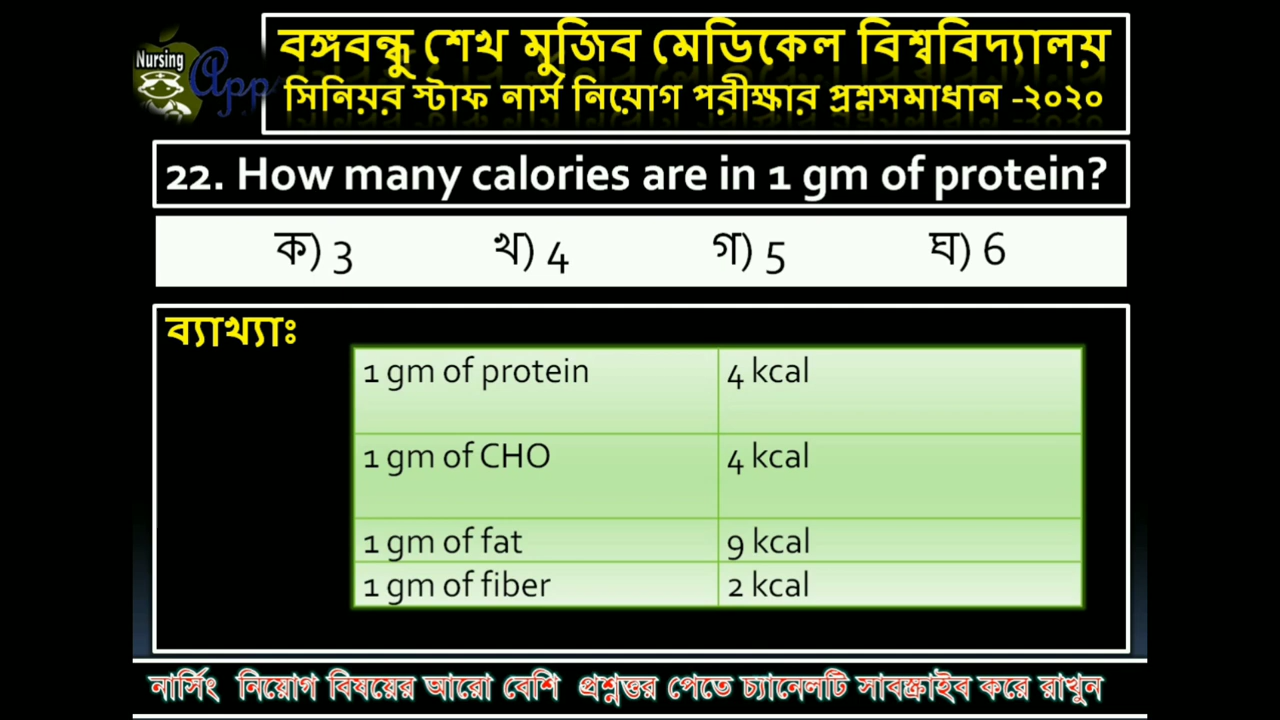 Nursing
App
বঙ্গবন্ধু শেখ মুজিব মেডিকেল বিশ্ববিদ্যালয়
সিনিয়র স্টাফ নার্স নিয়োগ পরীক্ষার প্রশ্নসমাধান -২০২০
22. How many calories are in 1 gm of protein?
ক) 3 খ) 4 গ) 5 ঘ) 6
ব্যাখ্যাঃ
1 gm of protein 4 kcal
1 gm of CHO 4 kcal
1 gm of fat 9 kcal
1 gm of fiber 2 kcal
নার্সিং নিয়োগ বিষয়ের আরো বেশি প্রশ্নত্তর পেতে চ্যানেলটি সাবস্ক্রাইব করে রাখুন